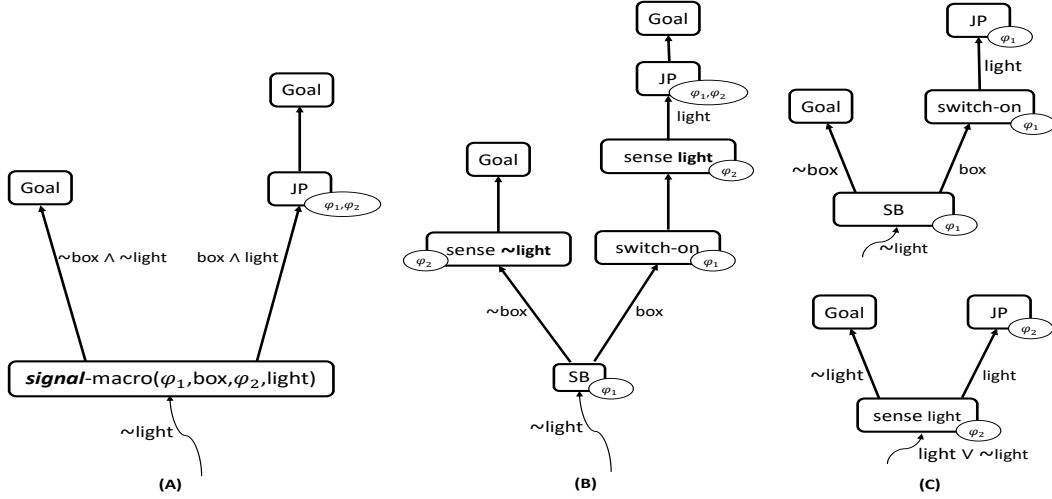 Goal
Goal
JP
φ₁,φ₂
~box ∧ ~light
box ∧ light
signal-macro(φ₁,box,φ₂,light)
~light
(A)
Goal
JP
φ₁,φ₂
light
Goal
sense light
φ₂
sense ~light
φ₂
switch-on
φ₁
~box
box
SB
φ₁
~light
(B)
JP
φ₁
light
Goal
switch-on
φ₁
~box
box
SB
φ₁
~light
Goal
JP
φ₂
~light
light
sense light
φ₂
light ∨ ~light
(C)